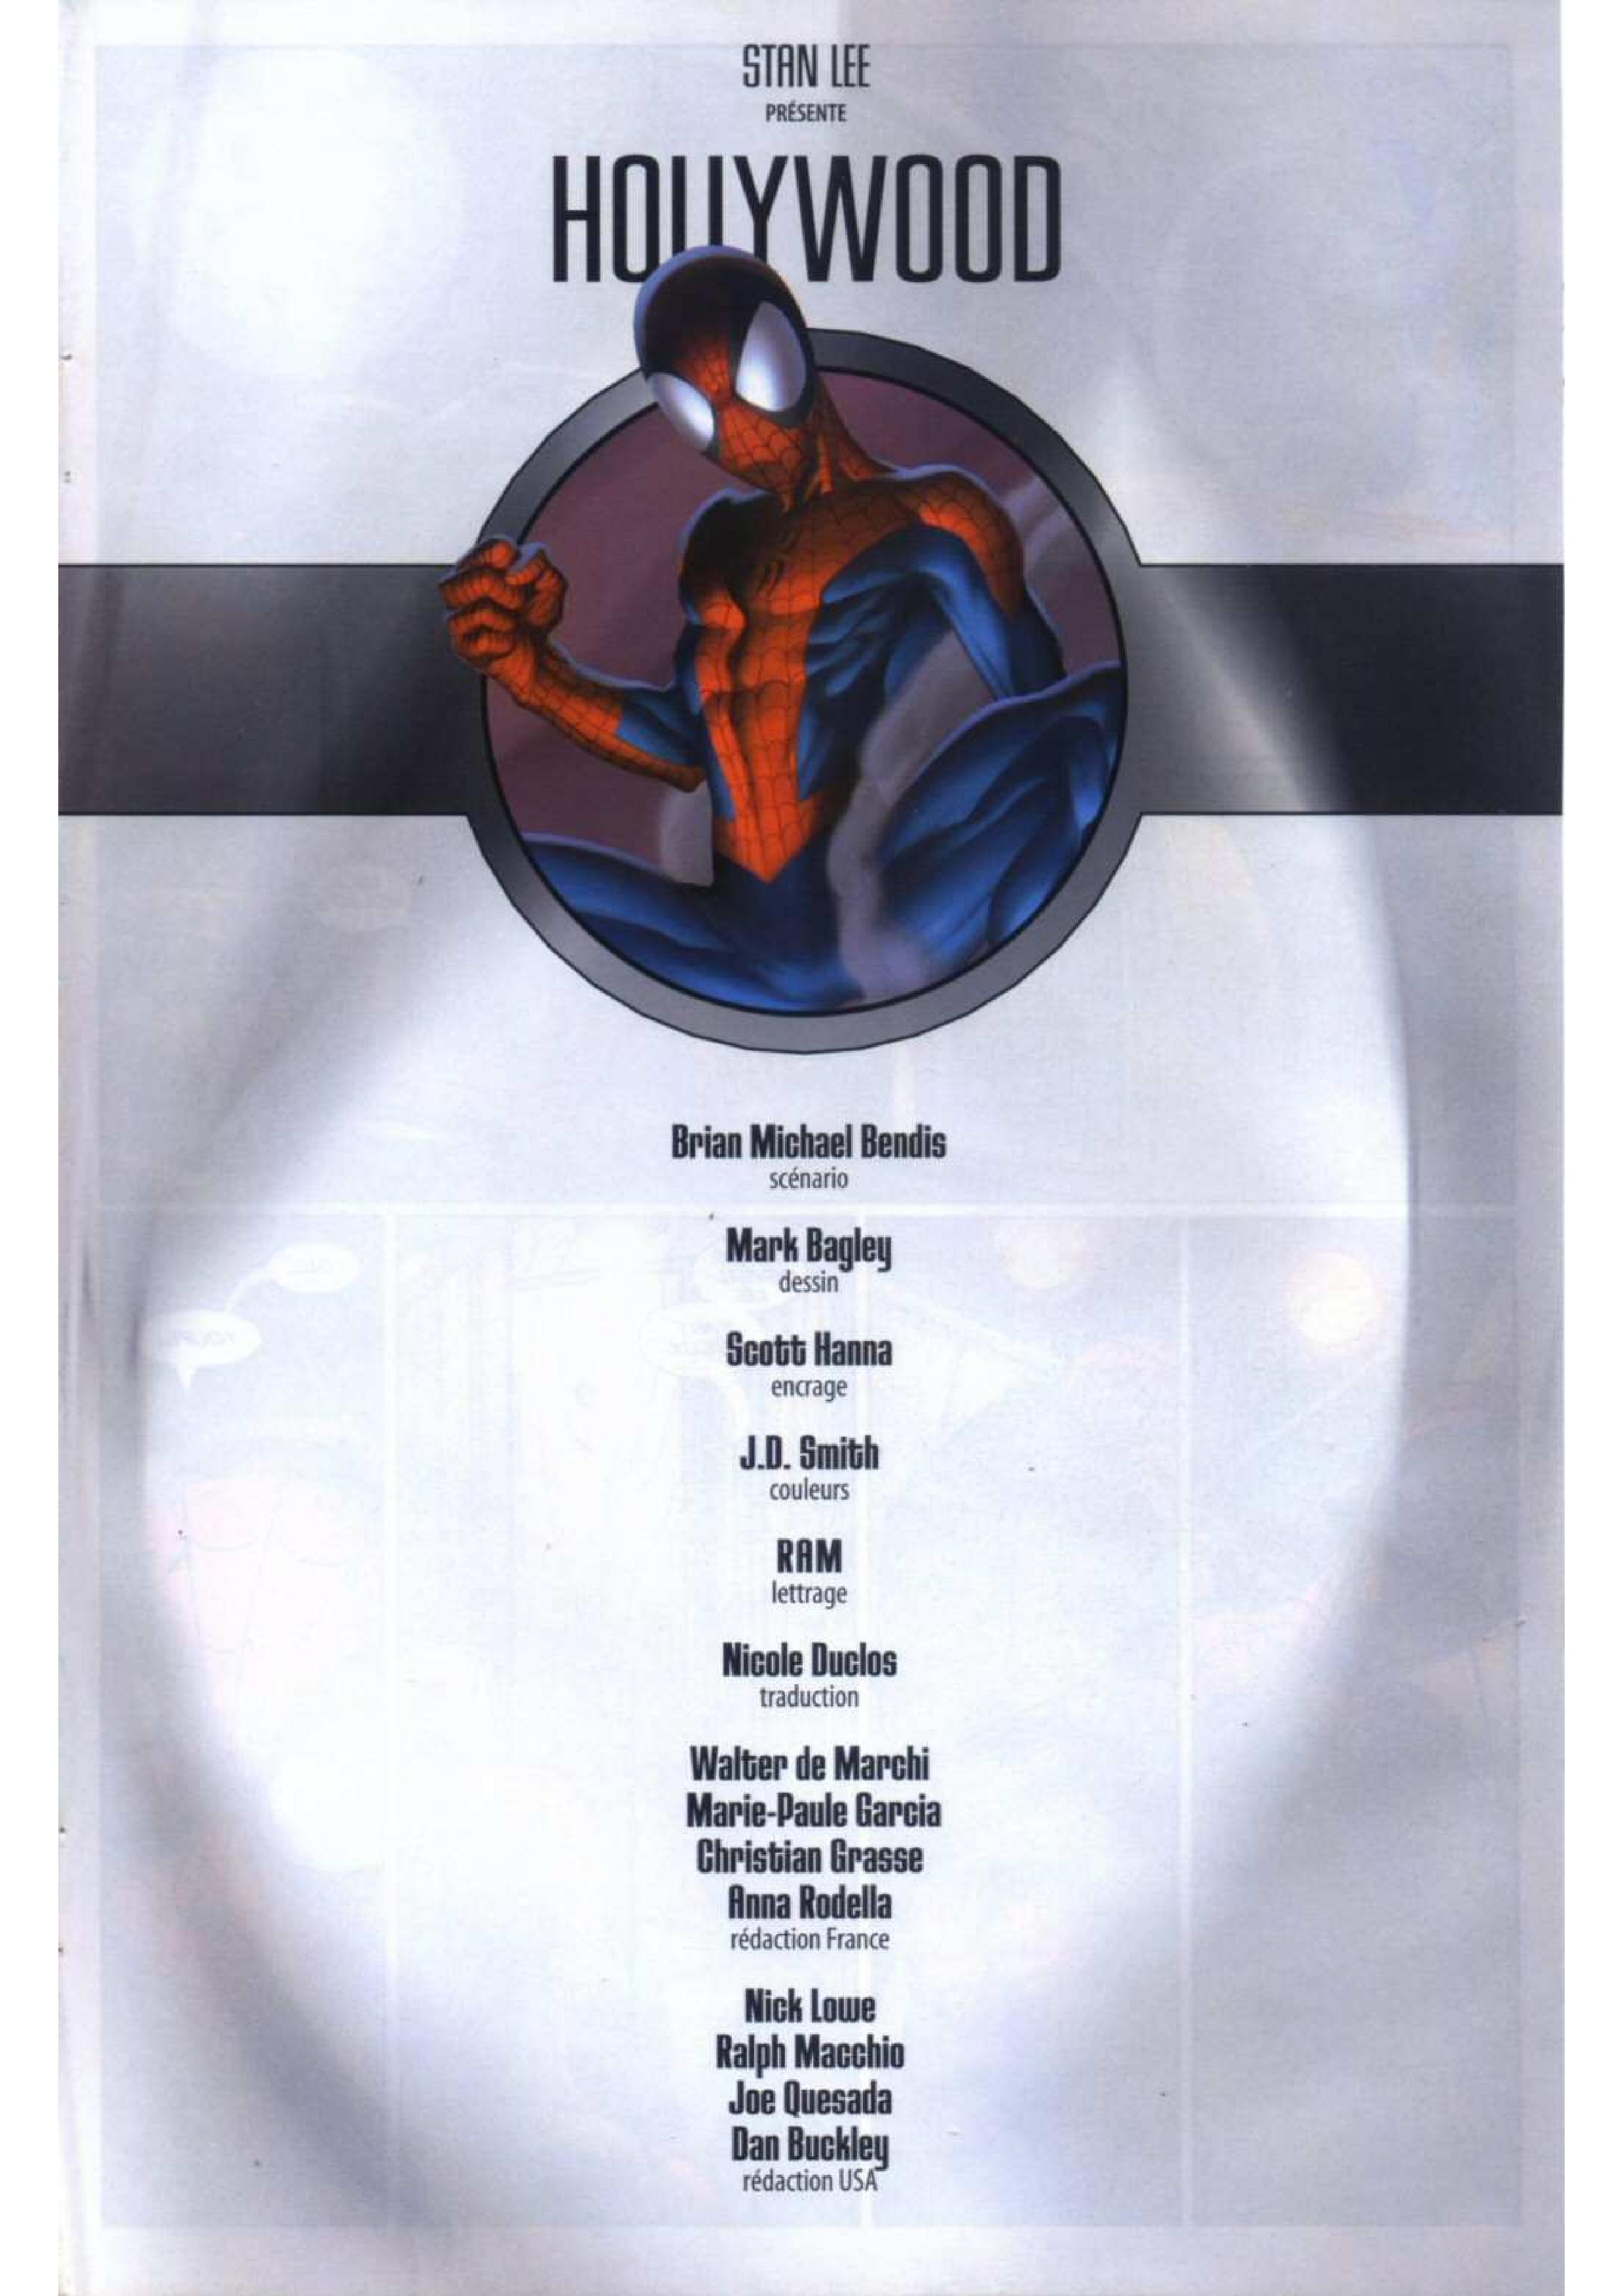 STAN LEE
PRÉSENTE
HOLLYWOOD
Brian Michael Bendis
scénario
Mark Bagley
dessin
Scott Hanna
encrage
J.D. Smith
couleurs
RAM
lettrage
Nicole Duclos
traduction
Walter de Marchi
Marie-Paule Garcia
Christian Grasse
Anna Rodella
rédaction France
Nick Lowe
Ralph Macchio
Joe Quesada
Dan Buckley
rédaction USA